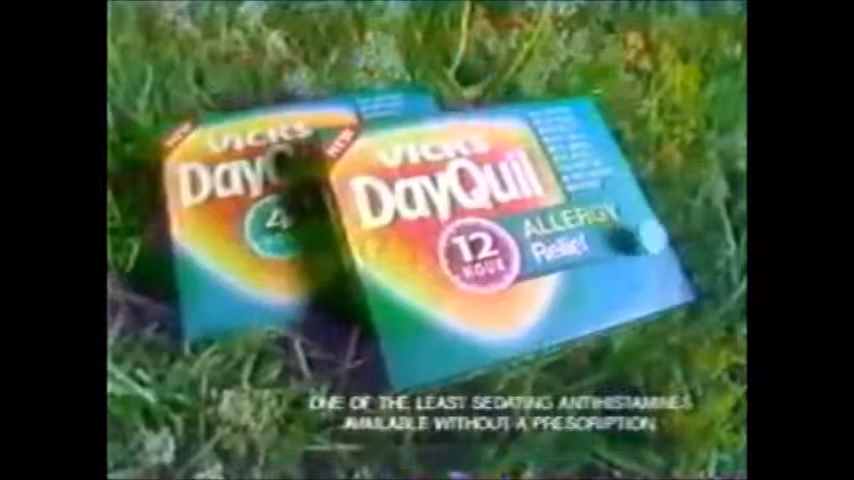 NEW
VICKS
DayQuil
4
NEW
VICKS
DayQuil
12
HOUR
ALLERGY
Relief
ONE OF THE LEAST SEDATING ANTIHISTAMINES
AVAILABLE WITHOUT A PRESCRIPTION